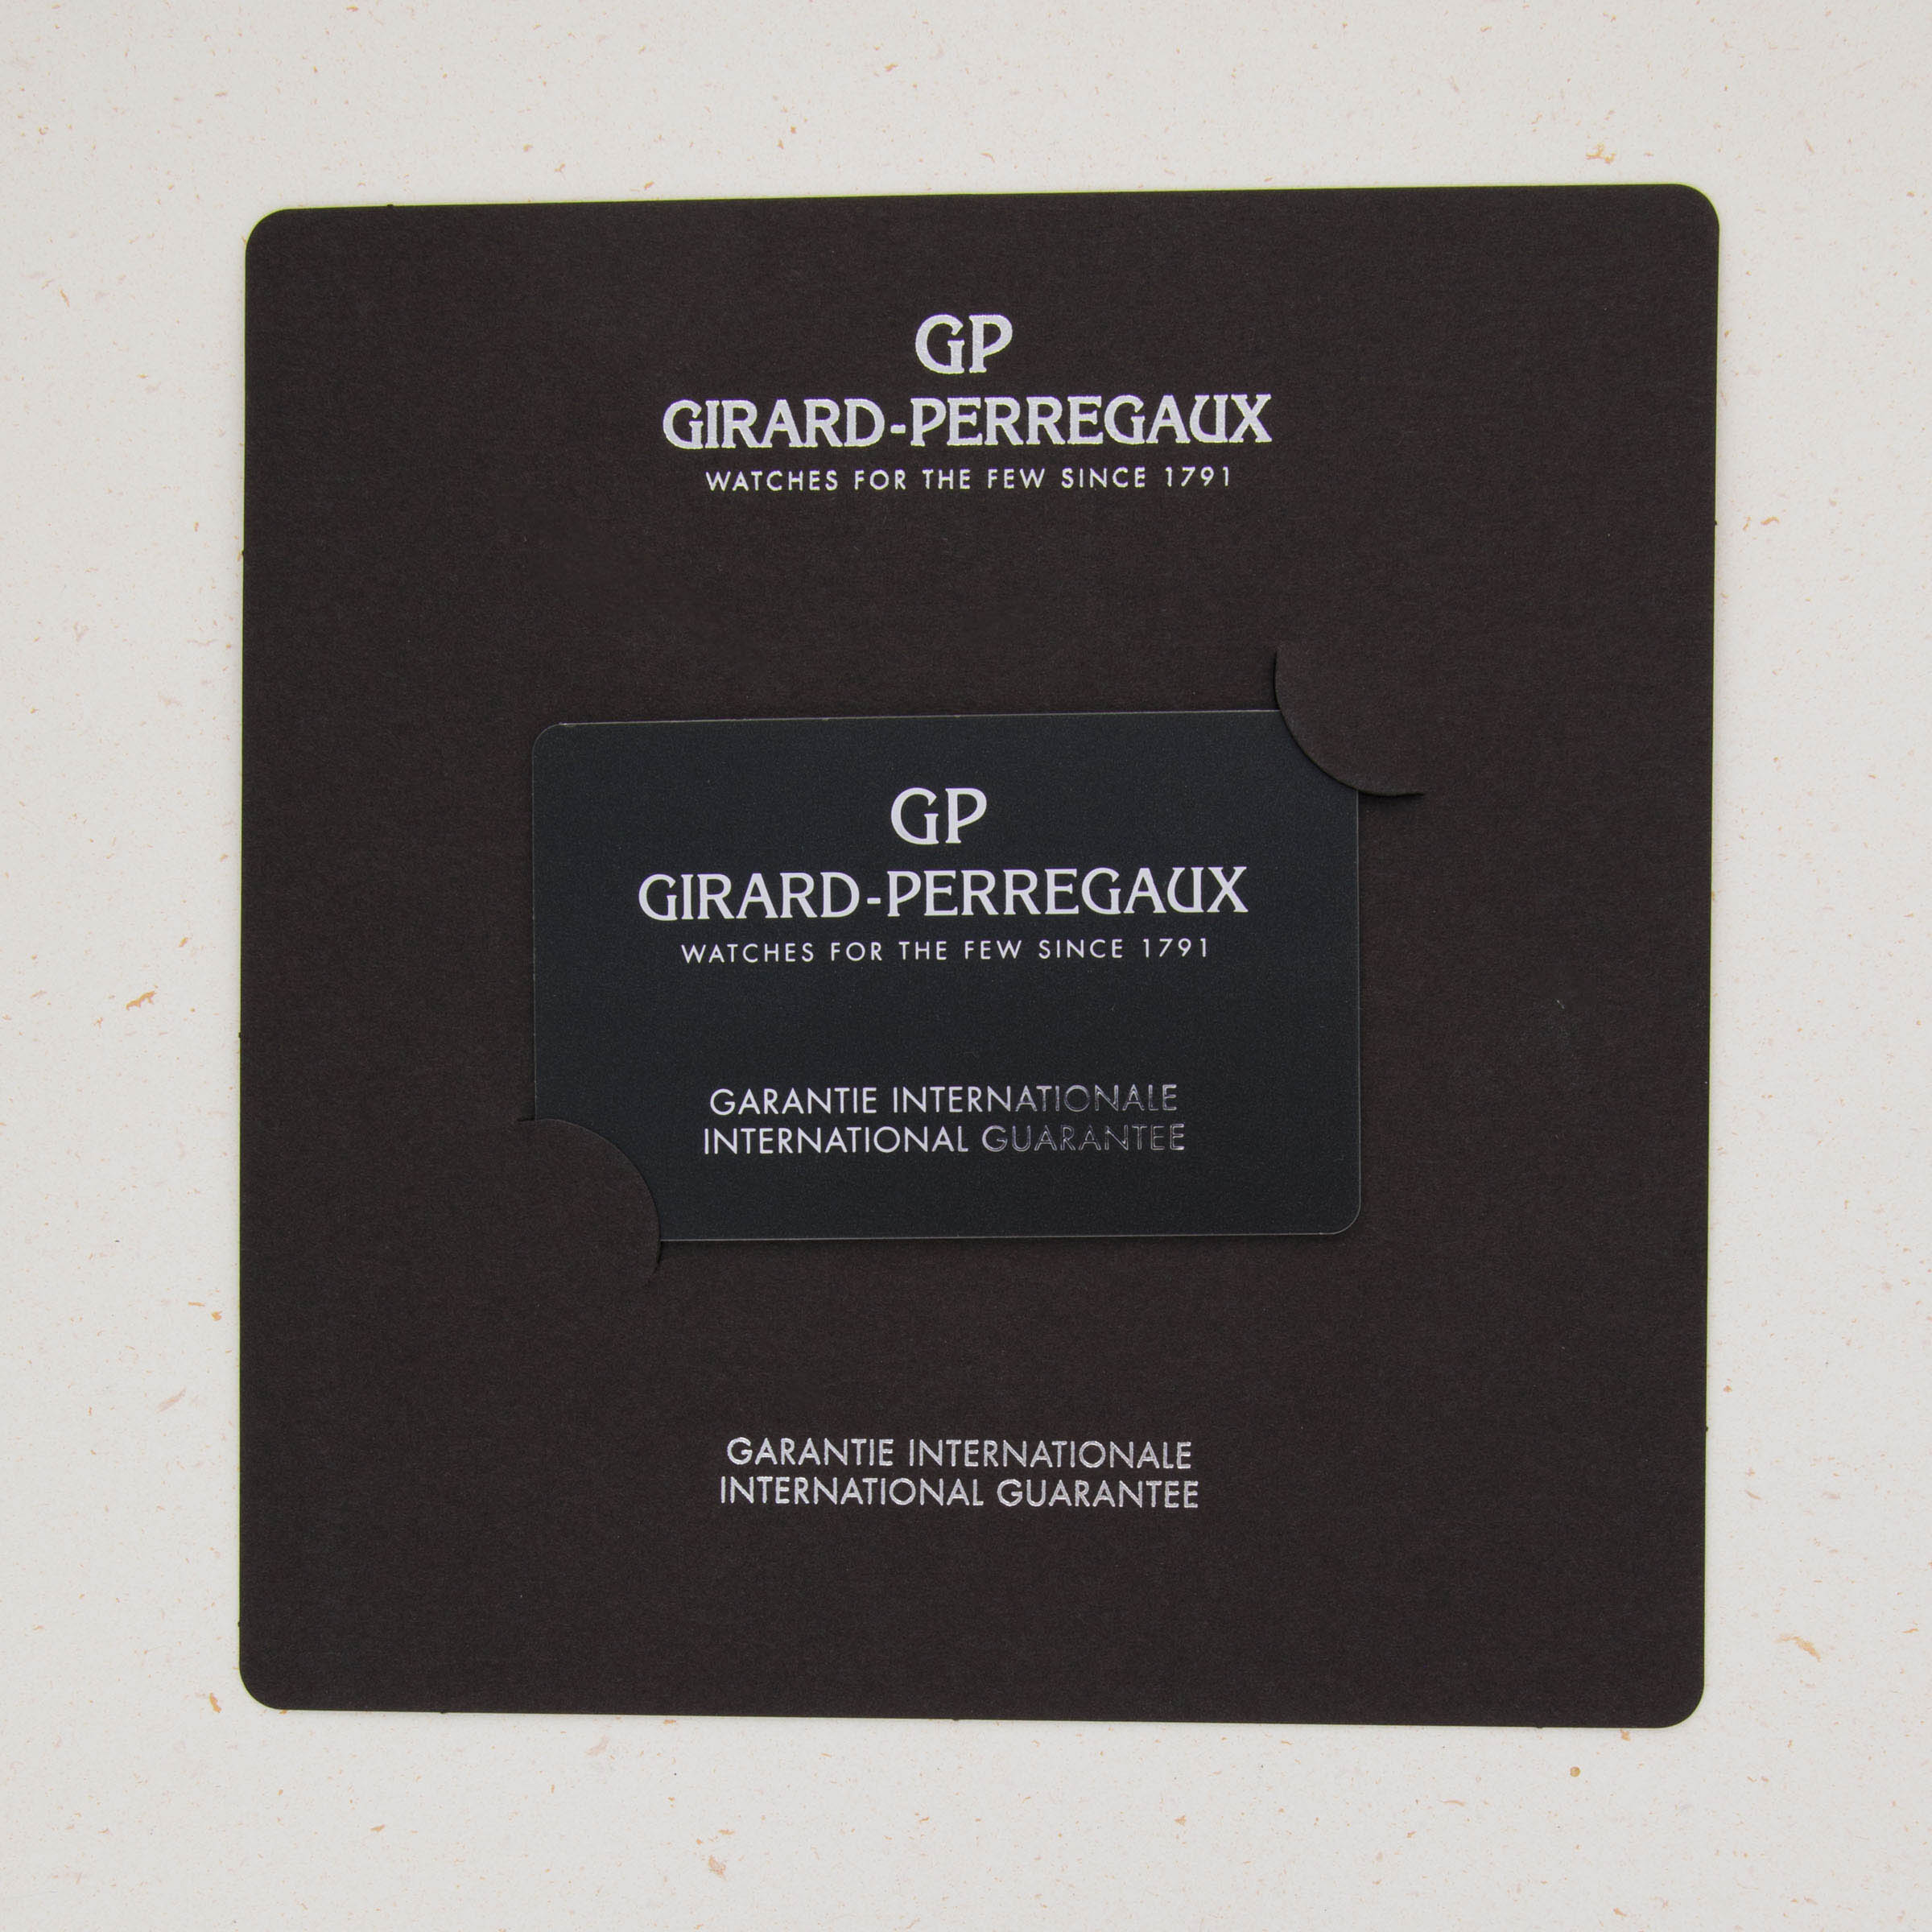 GP
GIRARD-PERREGAUX
WATCHES FOR THE FEW SINCE 1791
GP
GIRARD-PERREGAUX
WATCHES FOR THE FEW SINCE 1791
GARANTIE INTERNATIONALE
INTERNATIONAL GUARANTEE
GARANTIE INTERNATIONALE
INTERNATIONAL GUARANTEE